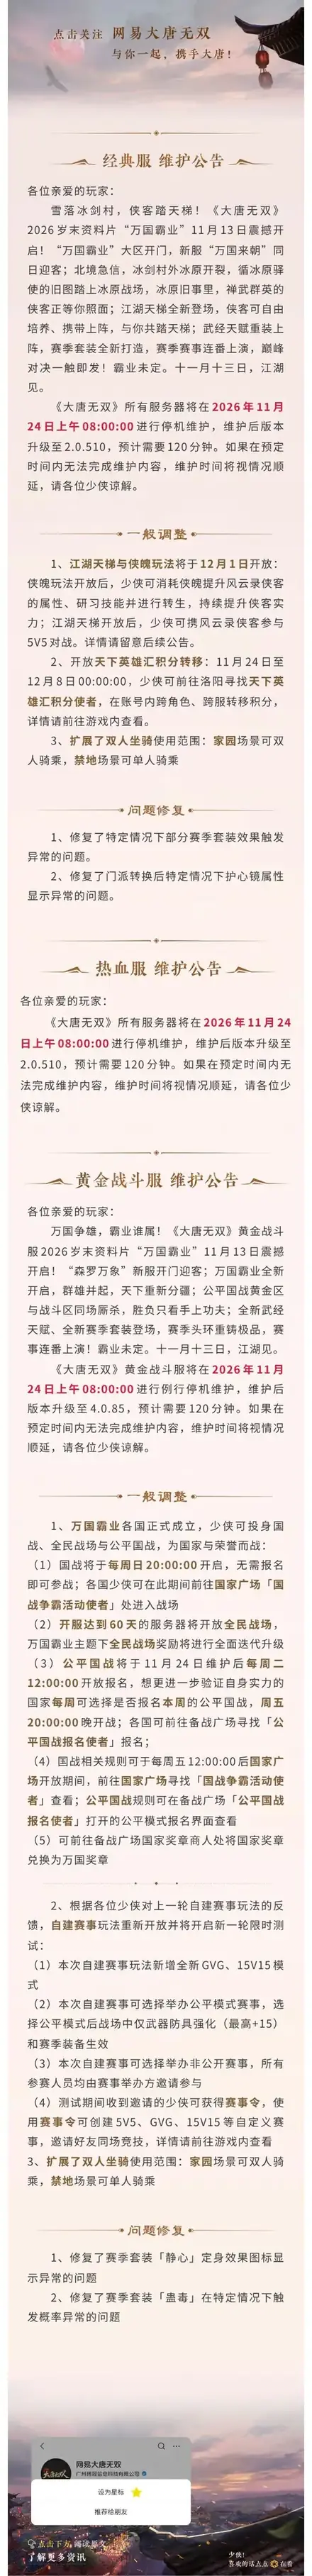 点击关注 网易大唐无双
与你一起，携手大唐！
经典服 维护公告
各位亲爱的玩家：
雪落冰剑村，侠客踏天梯！《大唐无双》
2026岁末资料片“万国霸业”11月13日震撼开
启！“万国霸业”大区开门，新服“万国来朝”同
日迎客；北境急信，冰剑村外冰原开裂，循冰原驿
使的旧图踏上冰原战场，冰原旧事里，禅武群英的
侠客正等你照面；江湖天梯全新登场，侠客可自由
培养、携带上阵，与你共踏天梯；武经天赋重装上
阵，赛季套装全新打造，赛季赛事连番上演，巅峰
对决一触即发！霸业未定。十一月十三日，江湖
见。
《大唐无双》所有服务器将在2026年11月
24日上午08:00:00进行停机维护，维护后版本
升级至2.0.510，预计需要120分钟。如果在预定
时间内无法完成维护内容，维护时间将视情况顺
延，请各位少侠谅解。
一般调整
1、江湖天梯与侠魄玩法将于12月1日开放：
侠魄玩法开放后，少侠可消耗侠魄提升风云录侠客
的属性、研习技能并进行转生，持续提升侠客实
力；江湖天梯开放后，少侠可携风云录侠客参与
5V5对战。详情请留意后续公告。
2、开放天下英雄汇积分转移：11月24日至
12月8日00:00:00，少侠可前往洛阳寻找天下英
雄汇积分使者，在账号内跨角色、跨服转移积分，
详情请前往游戏内查看。
3、扩展了双人坐骑使用范围：家园场景可双
人骑乘，禁地场景可单人骑乘
问题修复
1、修复了特定情况下部分赛季套装效果触发
异常的问题。
2、修复了门派转换后特定情况下护心镜属性
显示异常的问题。
热血服 维护公告
各位亲爱的玩家：
《大唐无双》所有服务器将在2026年11月24
日上午08:00:00进行停机维护，维护后版本升级至
2.0.510，预计需要120分钟。如果在预定时间内无
法完成维护内容，维护时间将视情况顺延，请各位少
侠谅解。
黄金战斗服 维护公告
各位亲爱的玩家：
万国争雄，霸业谁属！《大唐无双》黄金战斗
服2026岁末资料片“万国霸业”11月13日震撼
开启！“森罗万象”新服开门迎客；万国霸业全新
开启，群雄并起，天下重新分疆；公平国战黄金区
与战斗区同场厮杀，胜负只看手上功夫；全新武经
天赋、全新赛季套装登场，赛季头环重铸极品，赛
事连番上演！霸业未定。十一月十三日，江湖见。
《大唐无双》黄金战斗服将在2026年11月
24日上午08:00:00进行例行停机维护，维护后
版本升级至4.0.85，预计需要120分钟。如果在
预定时间内无法完成维护内容，维护时间将视情况
顺延，请各位少侠谅解。
一般调整
1、万国霸业各国正式成立，少侠可投身国
战、全民战场与公平国战，为国家与荣誉而战：
（1）国战将于每周日20:00:00开启，无需报名
即可参战；各国少侠可在此期间前往国家广场「国
战争霸活动使者」处进入战场
（2）开服达到60天的服务器将开放全民战场，
万国霸业主题下全民战场奖励将进行全面迭代升级
（3）公平国战将于11月24日维护后每周二
12:00:00开放报名，想更进一步验证自身实力的
国家每周可选择是否报名本周的公平国战，周五
20:00:00晚开战；各国可前往备战广场寻找「公
平国战报名使者」报名；
（4）国战相关规则可于每周五12:00:00后国家广
场开放期间，前往国家广场寻找「国战争霸活动使
者」查看；公平国战规则可在备战广场「公平国战
报名使者」打开的公平模式报名界面查看
（5）可前往备战广场国家奖章商人处将国家奖章
兑换为万国奖章
2、根据各位少侠对上一轮自建赛事玩法的反
馈，自建赛事玩法重新开放并将开启新一轮限时测
试：
（1）本次自建赛事玩法新增全新GVG、15V15模
式
（2）本次自建赛事可选择举办公平模式赛事，选
择公平模式后战场中仅武器防具强化（最高+15）
和赛季装备生效
（3）本次自建赛事可选择举办非公开赛事，所有
参赛人员均由赛事举办方邀请参与
（4）测试期间收到邀请的少侠可获得赛事令，使
用赛事令可创建5V5、GVG、15V15等自定义赛
事，邀请好友同场竞技，详情请前往游戏内查看
3、扩展了双人坐骑使用范围：家园场景可双人骑
乘，禁地场景可单人骑乘
问题修复
1、修复了赛季套装「静心」定身效果图标显
示异常的问题
2、修复了赛季套装「蛊毒」在特定情况下触
发概率异常的问题
网易大唐无双
设为星标
推荐给朋友
点击下方 阅读原文
了解更多资讯
少侠！
喜欢的话点点 在看